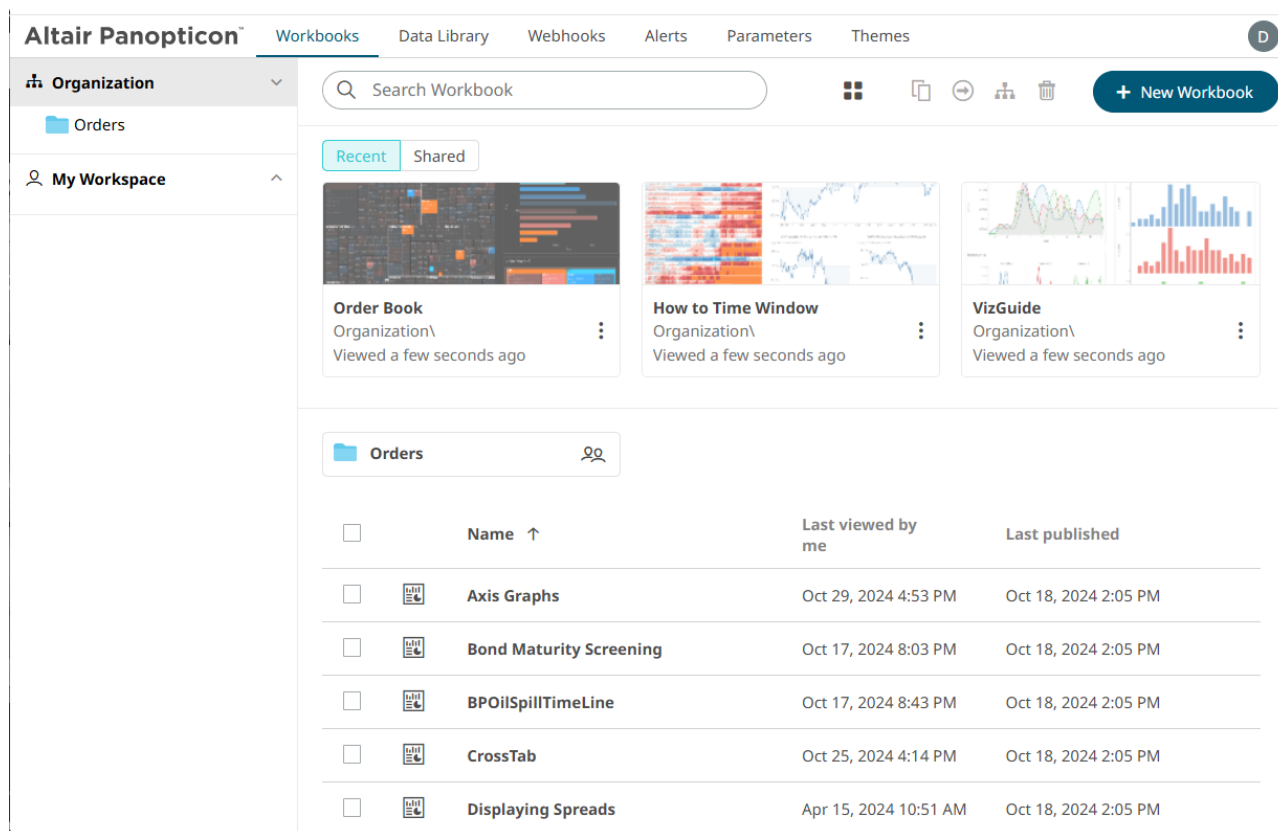 Altair Panopticon™ Workbooks Data Library Webhooks Alerts Parameters Themes D
Organization
Orders
My Workspace
Search Workbook
+ New Workbook
Recent Shared
Order Book
Organization\
Viewed a few seconds ago
How to Time Window
Organization\
Viewed a few seconds ago
VizGuide
Organization\
Viewed a few seconds ago
Orders
Name ↑ Last viewed by me Last published
Axis Graphs Oct 29, 2024 4:53 PM Oct 18, 2024 2:05 PM
Bond Maturity Screening Oct 17, 2024 8:03 PM Oct 18, 2024 2:05 PM
BPOilSpillTimeLine Oct 17, 2024 8:43 PM Oct 18, 2024 2:05 PM
CrossTab Oct 25, 2024 4:14 PM Oct 18, 2024 2:05 PM
Displaying Spreads Apr 15, 2024 10:51 AM Oct 18, 2024 2:05 PM